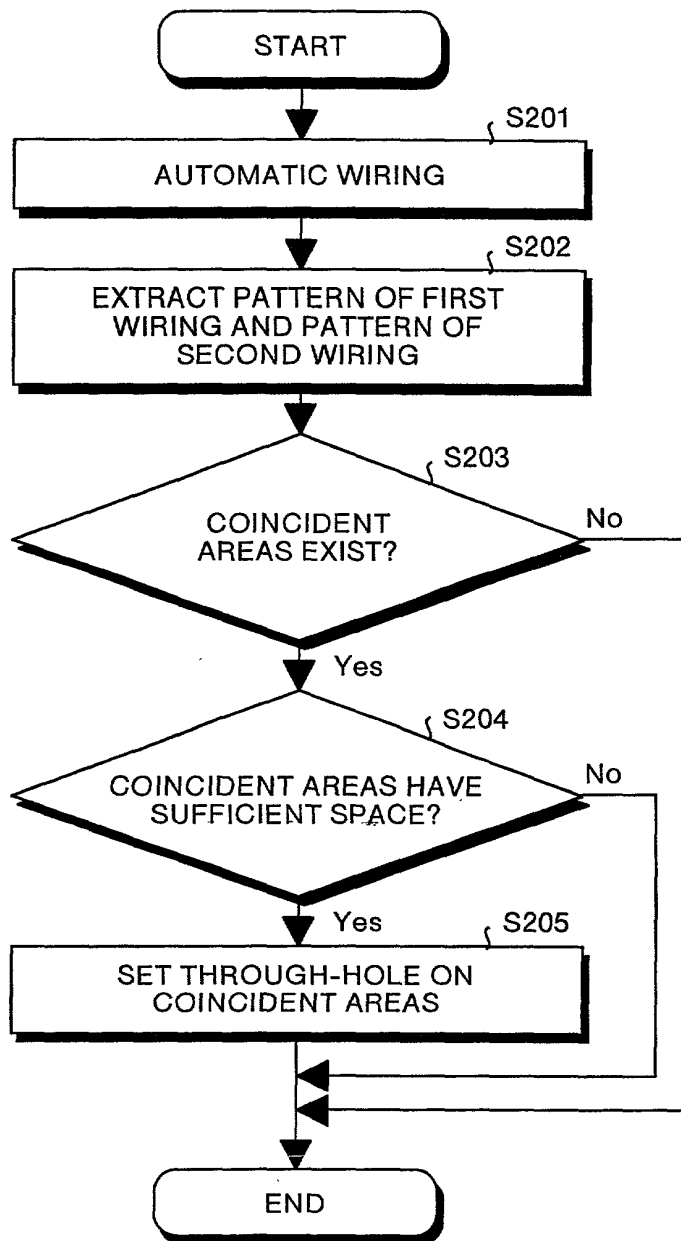 START
S201
AUTOMATIC WIRING
S202
EXTRACT PATTERN OF FIRST
WIRING AND PATTERN OF
SECOND WIRING
S203
COINCIDENT
AREAS EXIST?
No
Yes
S204
COINCIDENT AREAS HAVE
SUFFICIENT SPACE?
No
Yes
S205
SET THROUGH-HOLE ON
COINCIDENT AREAS
END